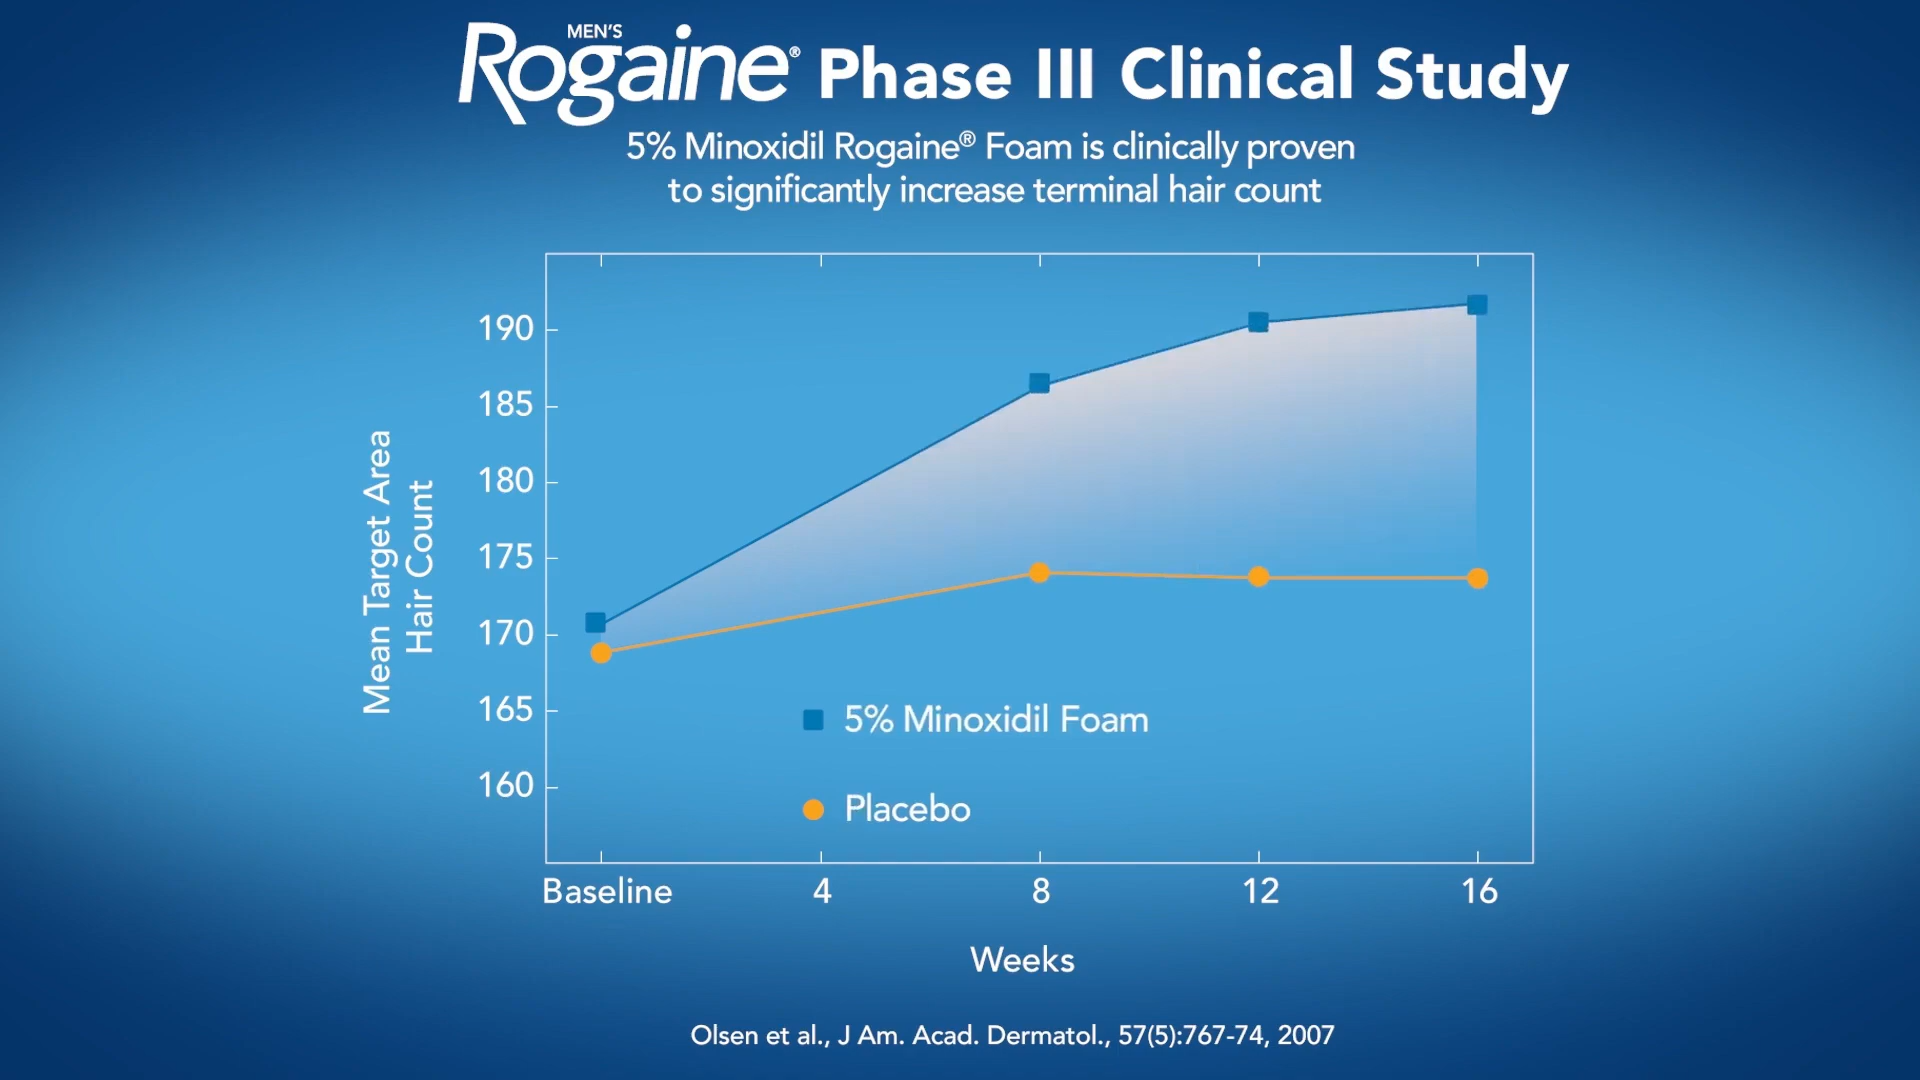 MEN'S
Rogaine® Phase III Clinical Study
5% Minoxidil Rogaine® Foam is clinically proven
to significantly increase terminal hair count
Mean Target Area
Hair Count
190
185
180
175
170
165
160
5% Minoxidil Foam
Placebo
Baseline 4 8 12 16
Weeks
Olsen et al., J Am. Acad. Dermatol., 57(5):767-74, 2007